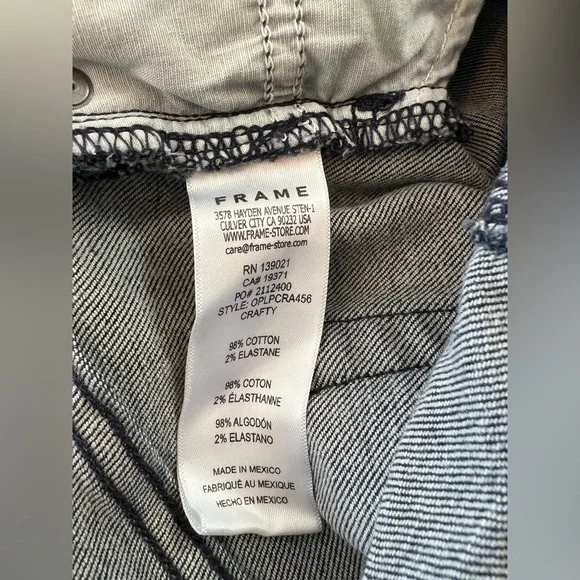 FRAME
3578 HAYDEN AVENUE STEN-1
CULVER CITY CA 90232 USA
WWW.FRAME-STORE.COM
care@frame-store.com
RN 139021
CA# 19371
PO# 2112400
STYLE: OPLPCRA456
CRAFTY
98% COTTON
2% ELASTANE
98% COTON
2% ÉLASTHANNE
98% ALGODÓN
2% ELASTANO
MADE IN MEXICO
FABRIQUÉ AU MEXIQUE
HECHO EN MEXICO